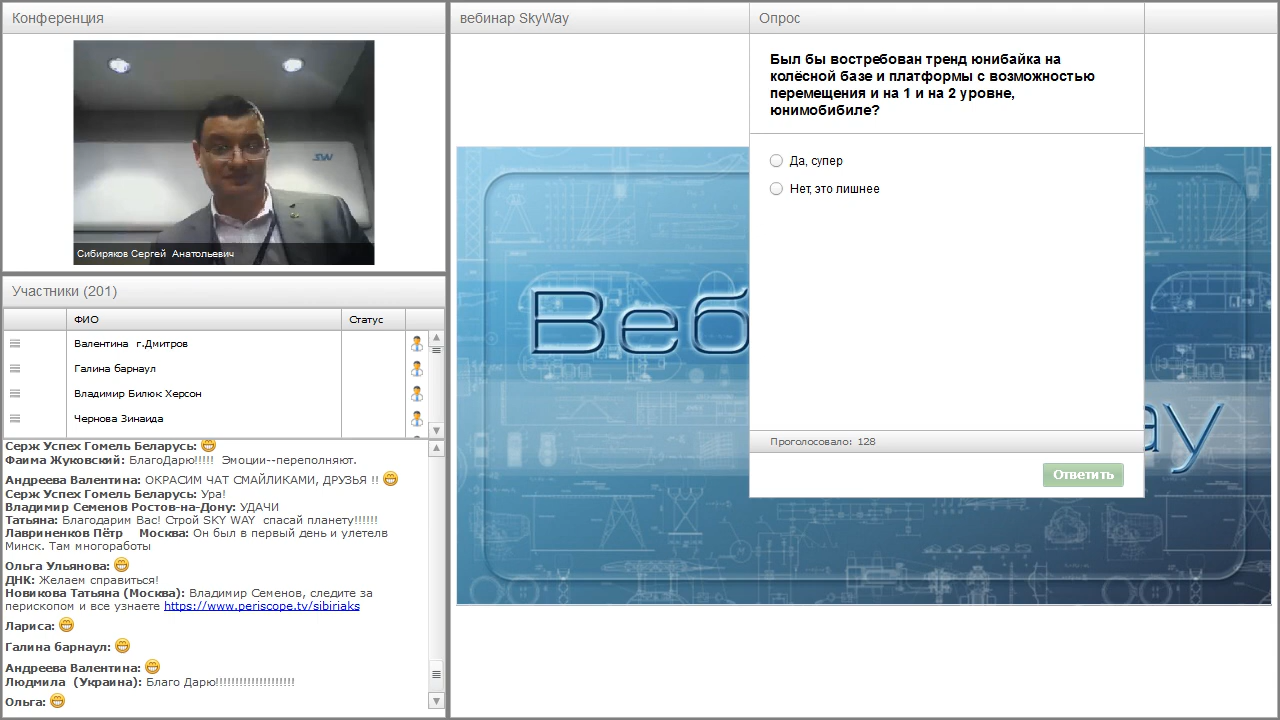 Конференция
SW
Сибиряков Сергей Анатольевич
Участники (201)
ФИО
Статус
Валентина г.Дмитров
Галина барнаул
Владимир Билюк Херсон
Чернова Зинаида
Серж Успех Гомель Беларусь:
Фаима Жуковский: БлагоДарю!!!!! Эмоции--переполняют.
Андреева Валентина: ОКРАСИМ ЧАТ СМАЙЛИКАМИ, ДРУЗЬЯ !!
Серж Успех Гомель Беларусь: Ура!
Владимир Семенов Ростов-на-Дону: УДАЧИ
Татьяна: Благодарим Вас! Строй SKY WAY спасай планету!!!!!!
Лавриненков Пётр Москва: Он был в первый день и улетелв
Минск. Там многоработы
Ольга Ульянова:
ДНК: Желаем справиться!
Новикова Татьяна (Москва): Владимир Семенов, следите за
перископом и все узнаете https://www.periscope.tv/sibiriaks
Лариса:
Галина барнаул:
Андреева Валентина:
Людмила (Украина): Благо Дарю!!!!!!!!!!!!!!!!!!!!
Ольга:
вебинар SkyWay
Веб
ay
Опрос
Был бы востребован тренд юнибайка на
колёсной базе и платформы с возможностью
перемещения и на 1 и на 2 уровне,
юнимобибиле?
Да, супер
Нет, это лишнее
Проголосовало: 128
Ответить